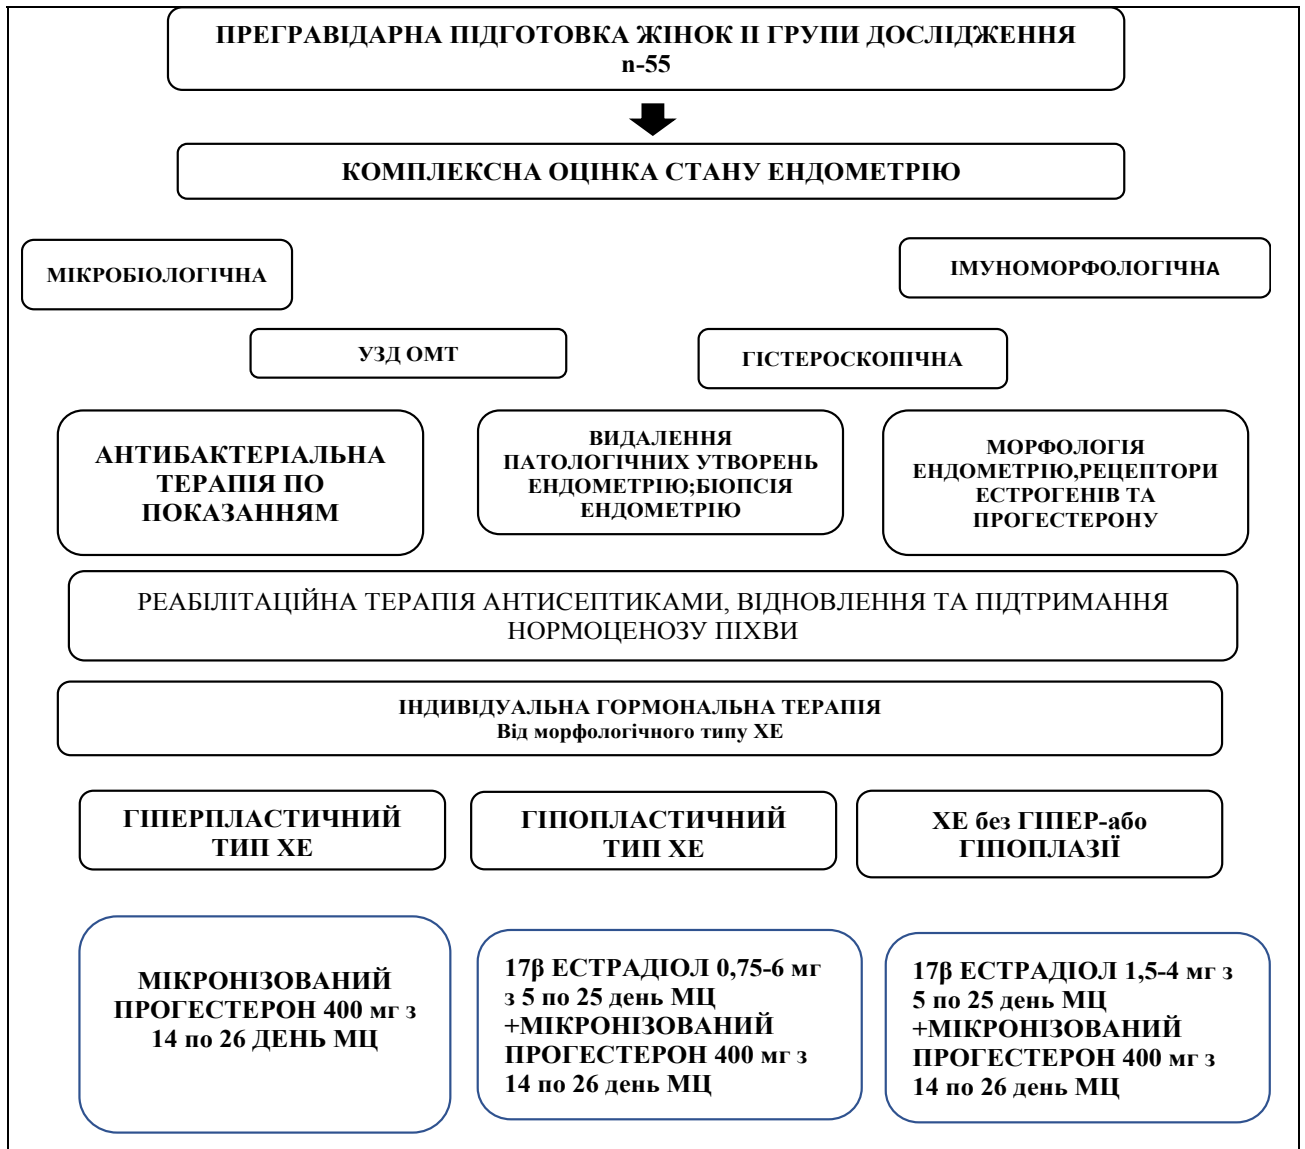 ПРЕГРАВІДАРНА ПІДГОТОВКА ЖІНОК ІІ ГРУПИ ДОСЛІДЖЕННЯ
n-55
КОМПЛЕКСНА ОЦІНКА СТАНУ ЕНДОМЕТРІЮ
МІКРОБІОЛОГІЧНА
ІМУНОМОРФОЛОГІЧНА
УЗД ОМТ
ГІСТЕРОСКОПІЧНА
АНТИБАКТЕРІАЛЬНА
ТЕРАПІЯ ПО
ПОКАЗАННЯМ
ВИДАЛЕННЯ
ПАТОЛОГІЧНИХ УТВОРЕНЬ
ЕНДОМЕТРІЮ;БІОПСІЯ
ЕНДОМЕТРІЮ
МОРФОЛОГІЯ
ЕНДОМЕТРІЮ,РЕЦЕПТОРИ
ЕСТРОГЕНІВ ТА
ПРОГЕСТЕРОНУ
РЕАБІЛІТАЦІЙНА ТЕРАПІЯ АНТИСЕПТИКАМИ, ВІДНОВЛЕННЯ ТА ПІДТРИМАННЯ
НОРМОЦЕНОЗУ ПІХВИ
ІНДИВІДУАЛЬНА ГОРМОНАЛЬНА ТЕРАПІЯ
Від морфологічного типу ХЕ
ГІПЕРПЛАСТИЧНИЙ
ТИП ХЕ
ГІПОПЛАСТИЧНИЙ
ТИП ХЕ
ХЕ без ГІПЕР-або
ГІПОПЛАЗІЇ
МІКРОНІЗОВАНИЙ
ПРОГЕСТЕРОН 400 мг з
14 по 26 ДЕНЬ МЦ
17β ЕСТРАДІОЛ 0,75-6 мг
з 5 по 25 день МЦ
+МІКРОНІЗОВАНИЙ
ПРОГЕСТЕРОН 400 мг з
14 по 26 день МЦ
17β ЕСТРАДІОЛ 1,5-4 мг з
5 по 25 день МЦ
+МІКРОНІЗОВАНИЙ
ПРОГЕСТЕРОН 400 мг з
14 по 26 день МЦ